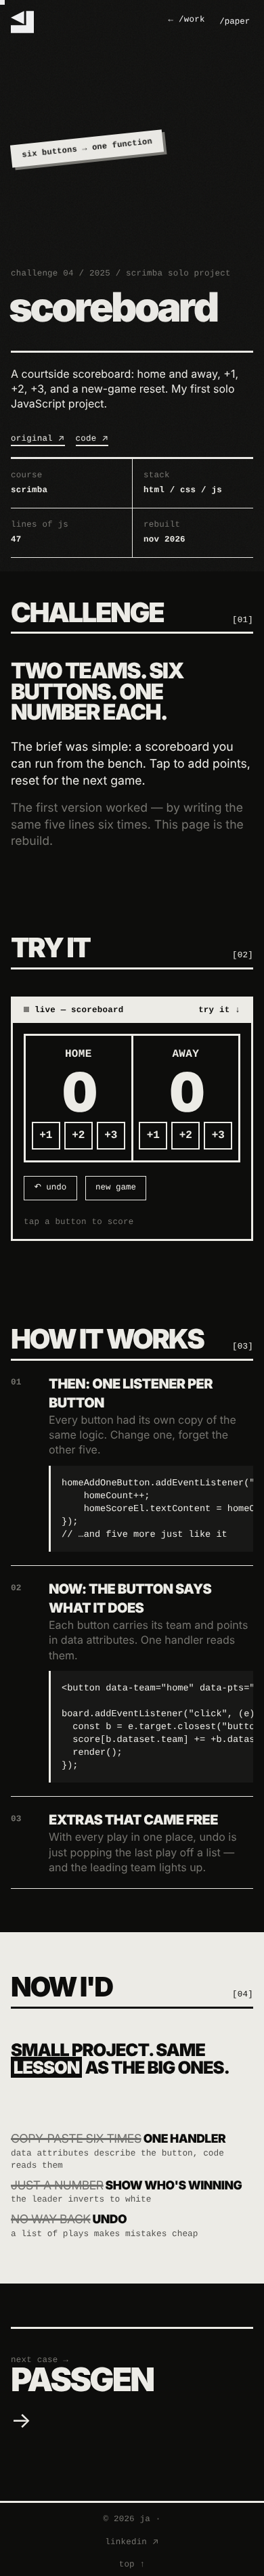 ← /work /paper
six buttons → one function
challenge 04 / 2025 / scrimba solo project
scoreboard
A courtside scoreboard: home and away, +1,
+2, +3, and a new-game reset. My first solo
JavaScript project.
original ↗ code ↗
course stack
scrimba html / css / js
lines of js rebuilt
47 nov 2026
CHALLENGE [01]
TWO TEAMS. SIX
BUTTONS. ONE
NUMBER EACH.
The brief was simple: a scoreboard you
can run from the bench. Tap to add points,
reset for the next game.
The first version worked — by writing the
same five lines six times. This page is the
rebuild.
TRY IT [02]
live — scoreboard try it ↓
HOME AWAY
0 0
+1 +2 +3 +1 +2 +3
↶ undo new game
tap a button to score
HOW IT WORKS [03]
01 THEN: ONE LISTENER PER
BUTTON
Every button had its own copy of the
same logic. Change one, forget the
other five.
homeAddOneButton.addEventListener("
homeCount++;
homeScoreEl.textContent = homeC
});
// …and five more just like it
02 NOW: THE BUTTON SAYS
WHAT IT DOES
Each button carries its team and points
in data attributes. One handler reads
them.
<button data-team="home" data-pts="
board.addEventListener("click", (e)
const b = e.target.closest("butto
score[b.dataset.team] += +b.datas
render();
});
03 EXTRAS THAT CAME FREE
With every play in one place, undo is
just popping the last play off a list —
and the leading team lights up.
NOW I'D [04]
SMALL PROJECT. SAME
LESSON AS THE BIG ONES.
COPY-PASTE SIX TIMES ONE HANDLER
data attributes describe the button, code
reads them
JUST A NUMBER SHOW WHO'S WINNING
the leader inverts to white
NO WAY BACK UNDO
a list of plays makes mistakes cheap
next case →
PASSGEN
→
© 2026 ja ·
linkedin ↗
top ↑